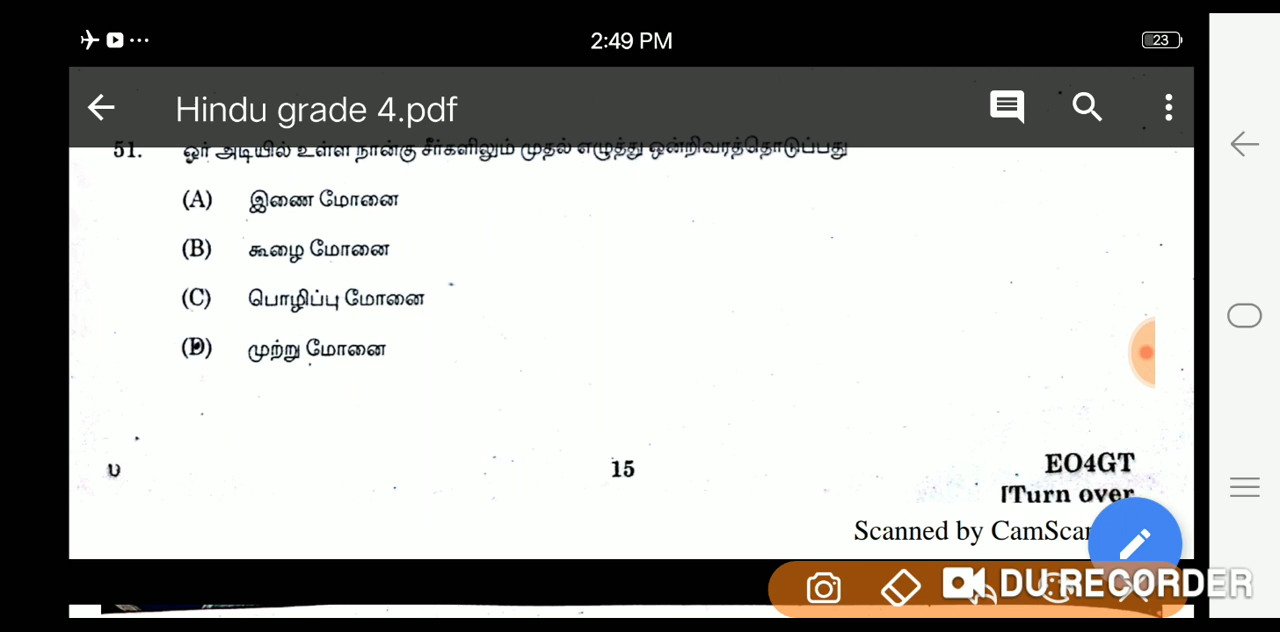 2:49 PM
23
Hindu grade 4.pdf
51. ஓர் அடியில் உள்ள நான்கு சீர்களிலும் முதல் எழுத்து ஒன்றிவரத்தொடுப்பது
(A) இணை மோனை
(B) கூழை மோனை
(C) பொழிப்பு மோனை
(D) முற்று மோனை
15
EO4GT
[Turn over
Scanned by CamScan
DU RECORDER